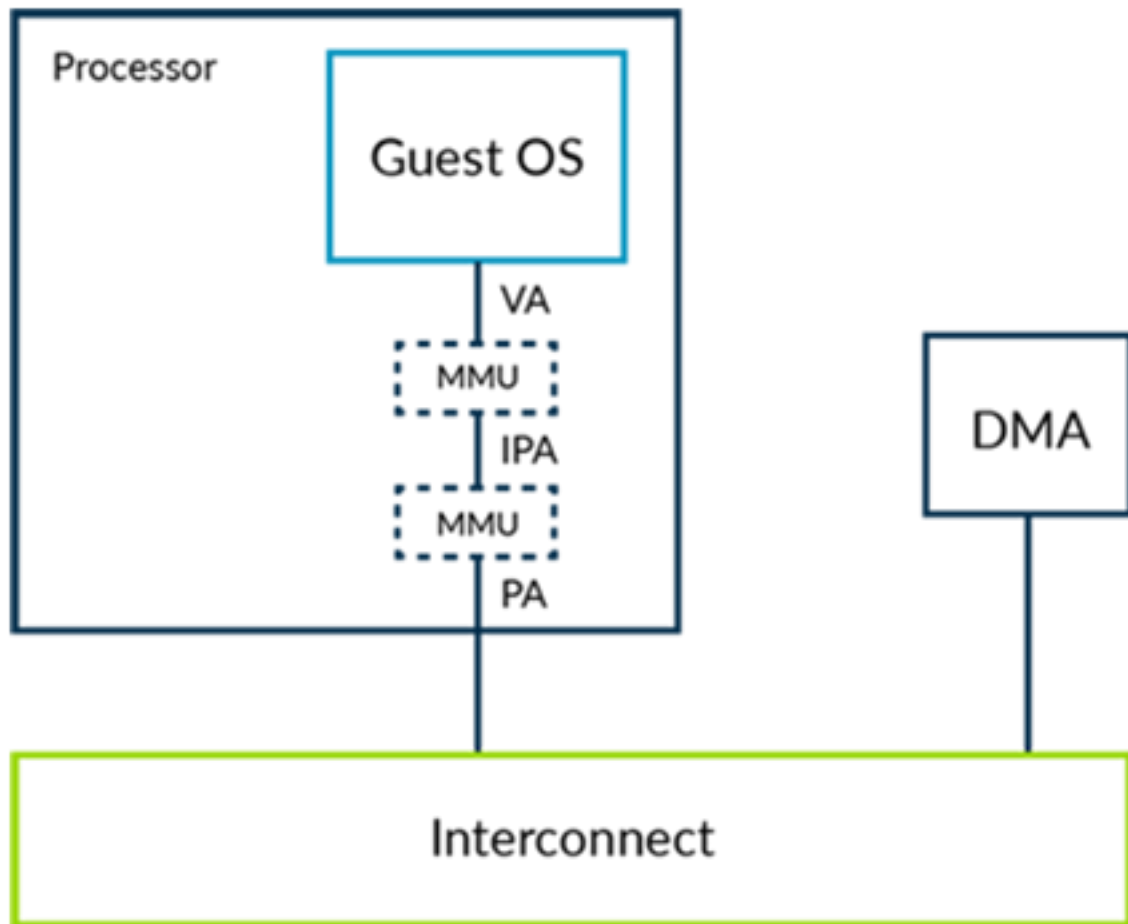 Processor
Guest OS
VA
MMU
IPA
MMU
PA
DMA
Interconnect